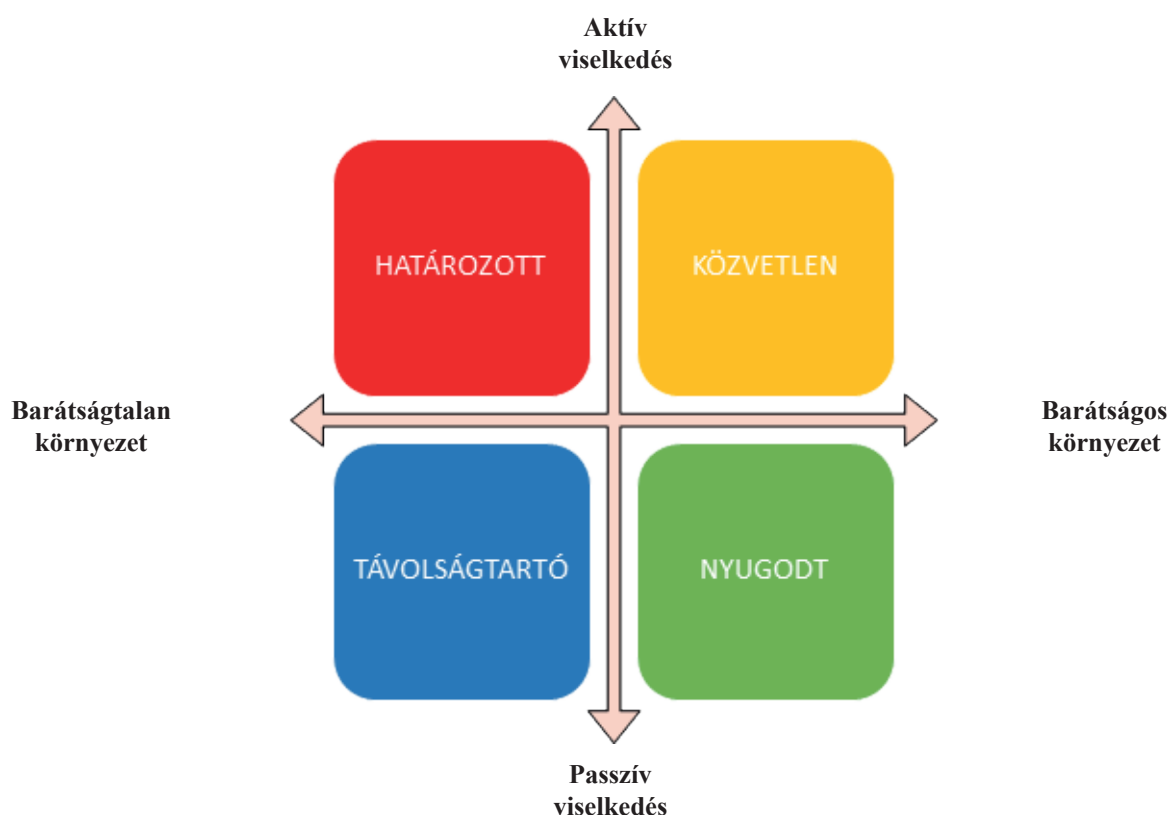 Aktív
viselkedés
HATÁROZOTT
KÖZVETLEN
Barátságtalan
környezet
Barátságos
környezet
TÁVOLSÁGTARTÓ
NYUGODT
Passzív
viselkedés